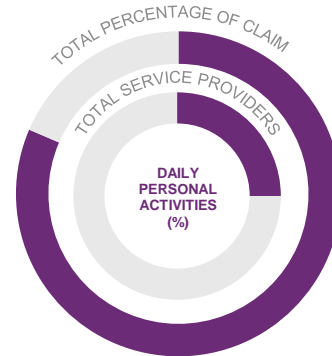 TOTAL PERCENTAGE OF CLAIM
TOTAL SERVICE PROVIDERS
DAILY
PERSONAL
ACTIVITIES
(%)